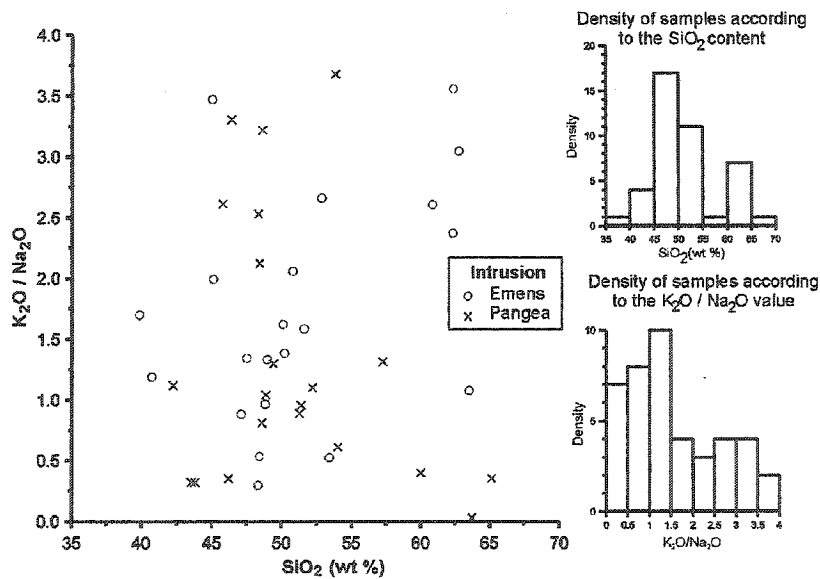 4.0
3.5
3.0
2.5
2.0
1.5
1.0
0.5
0.0
K₂O / Na₂O
35 40 45 50 55 60 65 70
SiO₂ (wt %)
Intrusion
Emens
Pangea
Density of samples according
to the SiO₂ content
20
15
10
5
0
Density
35 40 45 50 55 60 65 70
SiO₂(wt %)
Density of samples according
to the K₂O / Na₂O value
10
5
0
Density
0 0.5 1 1.5 2 2.5 3 3.5 4
K₂O/Na₂O